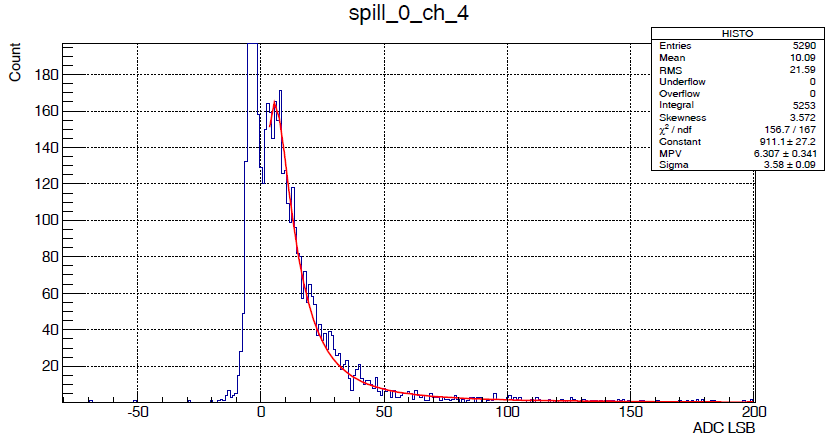 spill_0_ch_4
Count
HISTO
Entries 5290
Mean 10.09
RMS 21.59
Underflow 0
Overflow 0
Integral 5253
Skewness 3.572
χ² / ndf 156.7 / 167
Constant 911.1 ± 27.2
MPV 6.307 ± 0.341
Sigma 3.58 ± 0.09
180
160
140
120
100
80
60
40
20
-50 0 50 100 150 200
ADC LSB